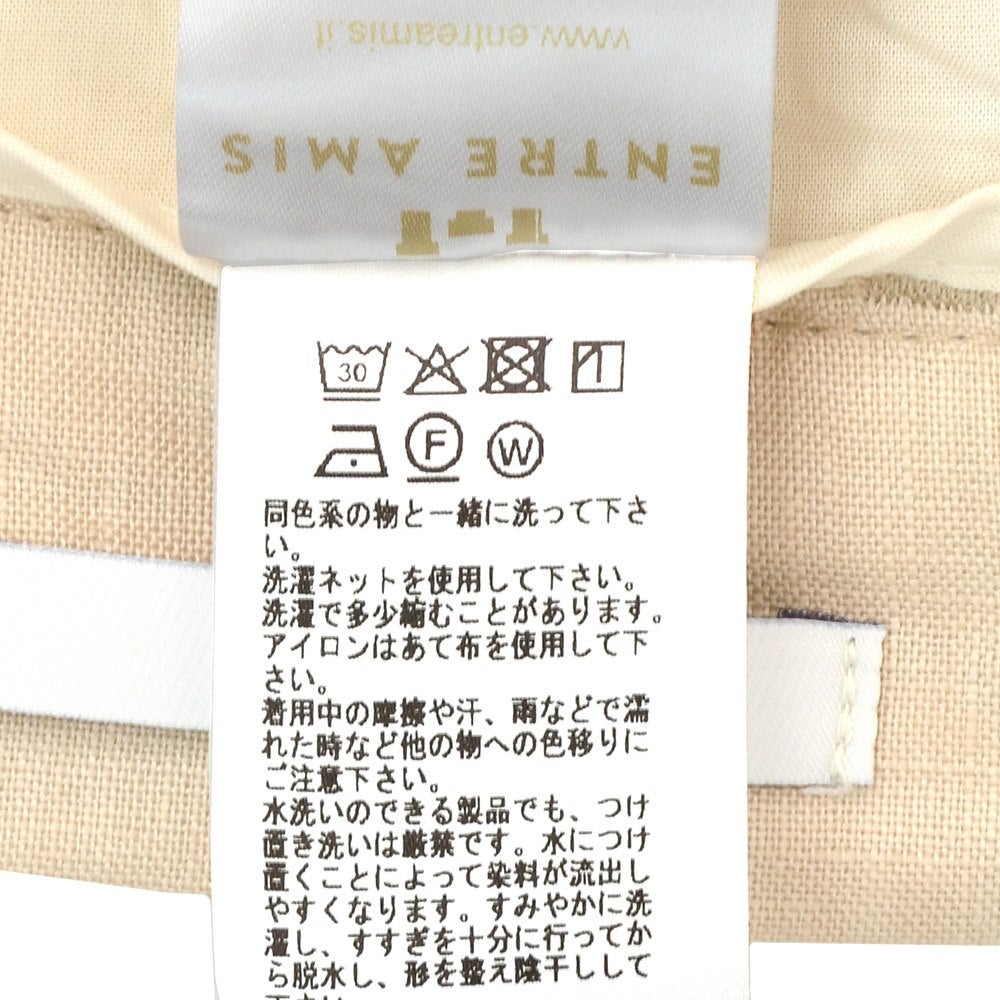 www.entreamis.it
ENTRE AMIS
30
F W
同色系の物と一緒に洗って下さ
い。
洗濯ネットを使用して下さい。
洗濯で多少縮むことがあります。
アイロンはあて布を使用して下
さい。
着用中の摩擦や汗、雨などで濡
れた時など他の物への色移りに
ご注意下さい。
水洗いのできる製品でも、つけ
置き洗いは厳禁です。水につけ
置くことによって染料が流出し
やすくなります。すみやかに洗
濯し、すすぎを十分に行ってか
ら脱水し、形を整え陰干しして
下さい